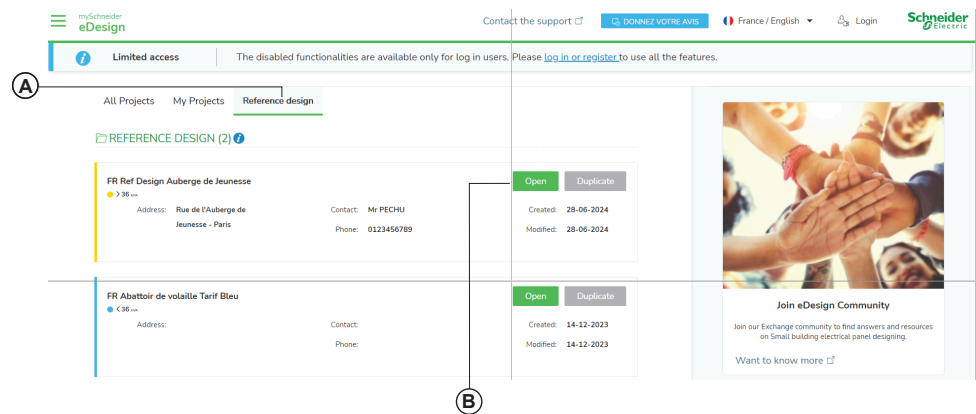 mySchneider
eDesign
Contact the support
DONNEZ VOTRE AVIS
France / English
Login
Schneider
Electric
Limited access
The disabled functionalities are available only for log in users. Please log in or register to use all the features.
A
All Projects My Projects Reference design
REFERENCE DESIGN (2)
FR Ref Design Auberge de Jeunesse
Open Duplicate
>36 kVA
Address: Rue de l'Auberge de Jeunesse - Paris
Contact: Mr PECHU
Created: 28-06-2024
Phone: 0123456789
Modified: 28-06-2024
FR Abattoir de volaille Tarif Bleu
Open Duplicate
<36 kVA
Address:
Contact:
Created: 14-12-2023
Phone:
Modified: 14-12-2023
Join eDesign Community
Join our Exchange community to find answers and resources
on Small building electrical panel designing.
Want to know more
B